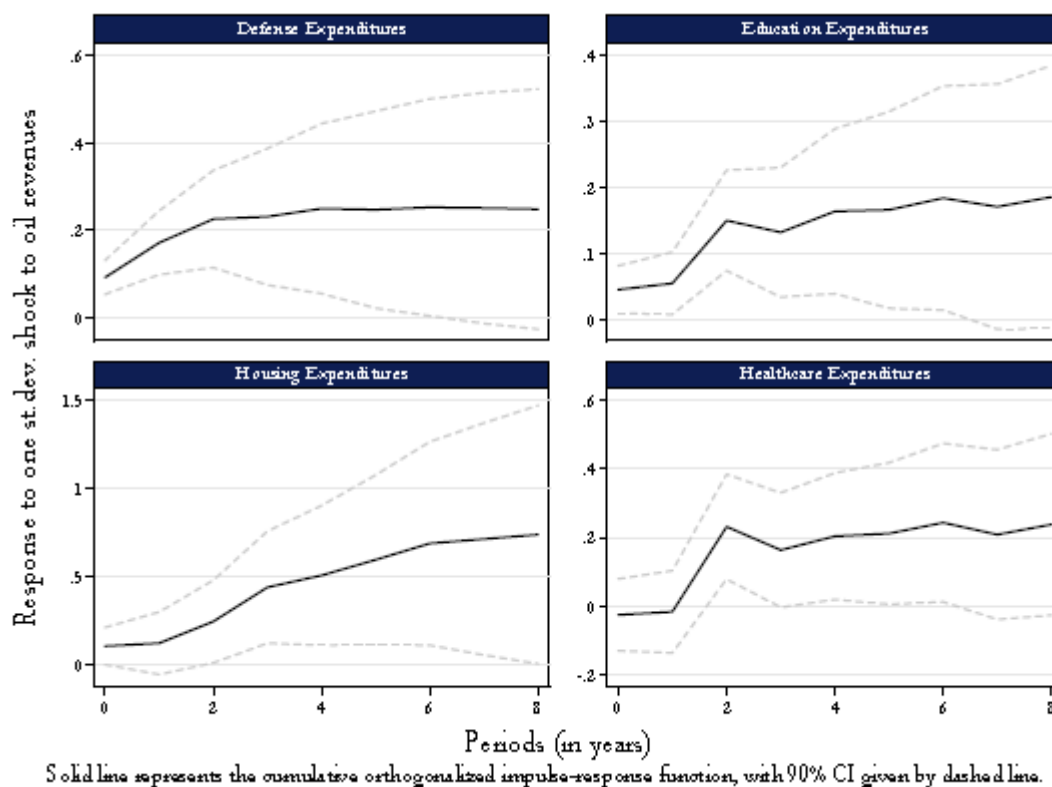 Defense Expenditures
Education Expenditures
.6
.4
.2
0
.4
.3
.2
.1
0
Housing Expenditures
Healthcare Expenditures
1.5
1
.5
0
.6
.4
.2
0
-.2
0 2 4 6 8
0 2 4 6 8
Response to one st.dev. shock to oil revenues
Periods (in years)
Solid line represents the cumulative orthogonalized impulse-response function, with 90% CI given by dashed line.